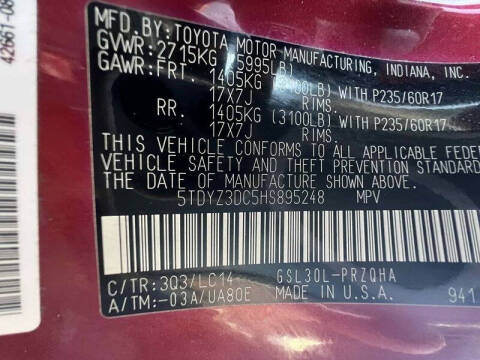 42661-08
MFD. BY: TOYOTA MOTOR MANUFACTURING, INDIANA, INC.
GVWR: 2715KG (5995LB)
GAWR: FRT. 1405KG (3100LB) WITH P235/60R17
17X7J RIMS.
RR. 1405KG (3100LB) WITH P235/60R17
17X7J RIMS.
THIS VEHICLE CONFORMS TO ALL APPLICABLE FEDE
VEHICLE SAFETY AND THEFT PREVENTION STANDA
THE DATE OF MANUFACTURE SHOWN ABOVE.
5TDYZ3DC5HS895248 MPV
C/TR: 3Q3/LC14 GSL30L-PRZQHA
A/TM:-03A/UA80E MADE IN U.S.A. 941